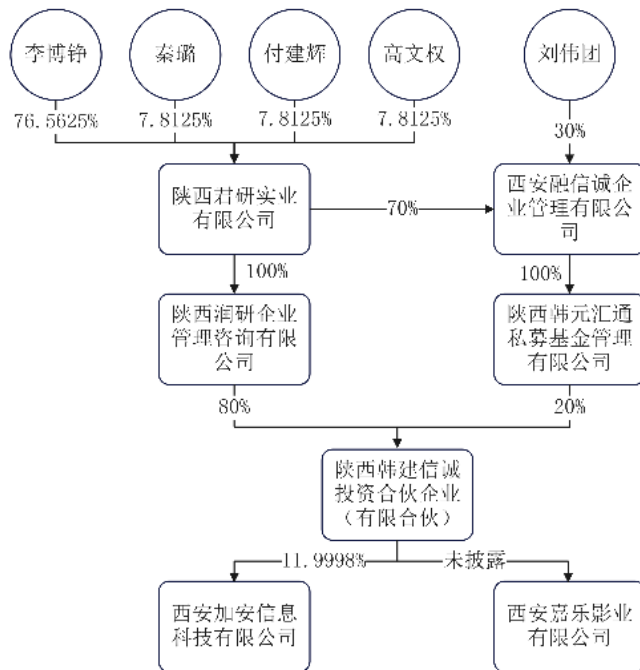 李博铮
秦璐
付建辉
高文权
刘伟团
76.5625%
7.8125%
7.8125%
7.8125%
30%
陕西君研实业
有限公司
70%
西安融信诚企
业管理有限公
司
100%
100%
陕西润研企业
管理咨询有限
公司
陕西韩元汇通
私募基金管理
有限公司
80%
20%
陕西韩建信诚
投资合伙企业
（有限合伙）
11.9998%
未披露
西安加安信息
科技有限公司
西安嘉乐影业
有限公司